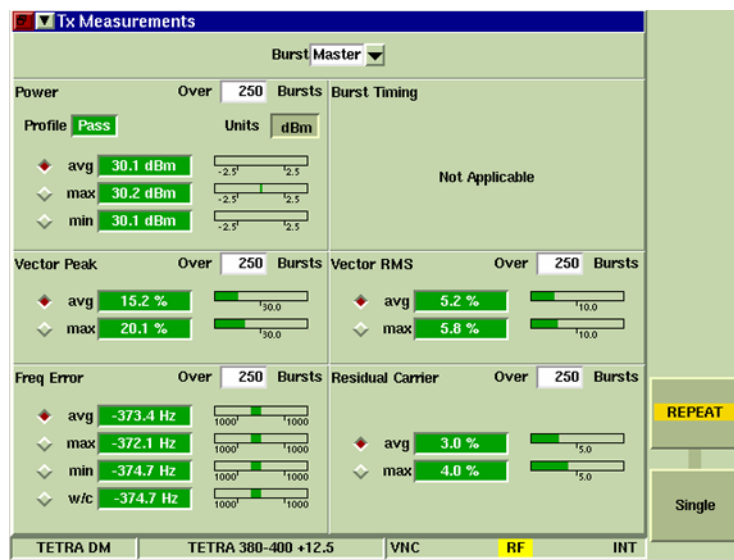 Tx Measurements
Burst Master
Power Over 250 Bursts
Profile Pass Units dBm
avg 30.1 dBm -2.5 2.5
max 30.2 dBm -2.5 2.5
min 30.1 dBm -2.5 2.5
Burst Timing
Not Applicable
Vector Peak Over 250 Bursts
avg 15.2 % 30.0
max 20.1 % 30.0
Vector RMS Over 250 Bursts
avg 5.2 % 10.0
max 5.8 % 10.0
Freq Error Over 250 Bursts
avg -373.4 Hz 1000 1000
max -372.1 Hz 1000 1000
min -374.7 Hz 1000 1000
w/c -374.7 Hz 1000 1000
Residual Carrier Over 250 Bursts
avg 3.0 % 5.0
max 4.0 % 5.0
REPEAT
Single
TETRA DM TETRA 380-400 +12.5 VNC RF INT